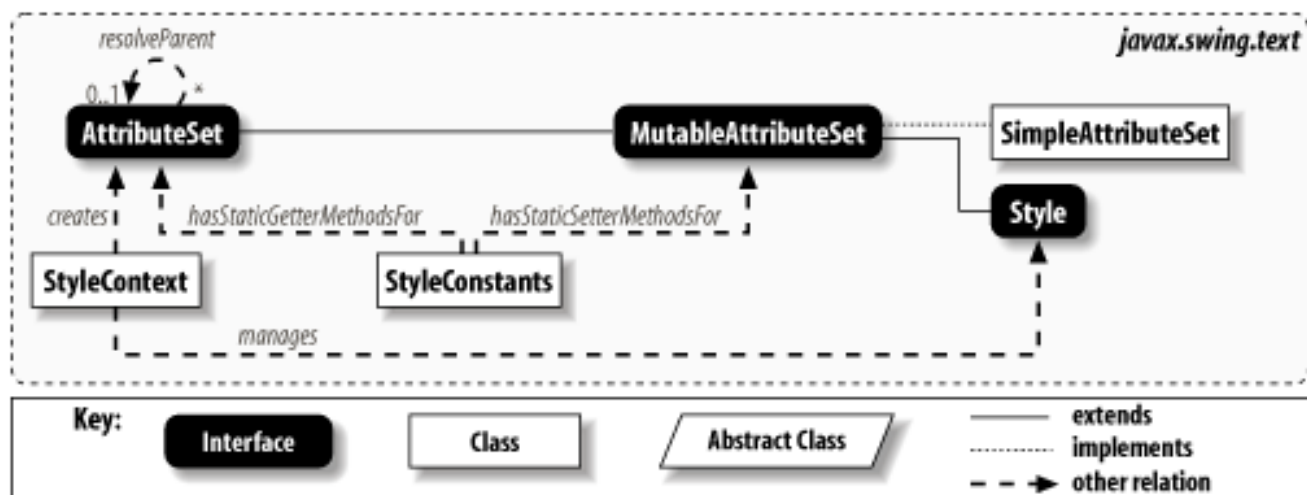 resolveParent
javax.swing.text
0..1 *
AttributeSet
MutableAttributeSet
SimpleAttributeSet
creates
hasStaticGetterMethodsFor
hasStaticSetterMethodsFor
Style
StyleContext
StyleConstants
manages
Key:
Interface
Class
Abstract Class
extends
implements
other relation